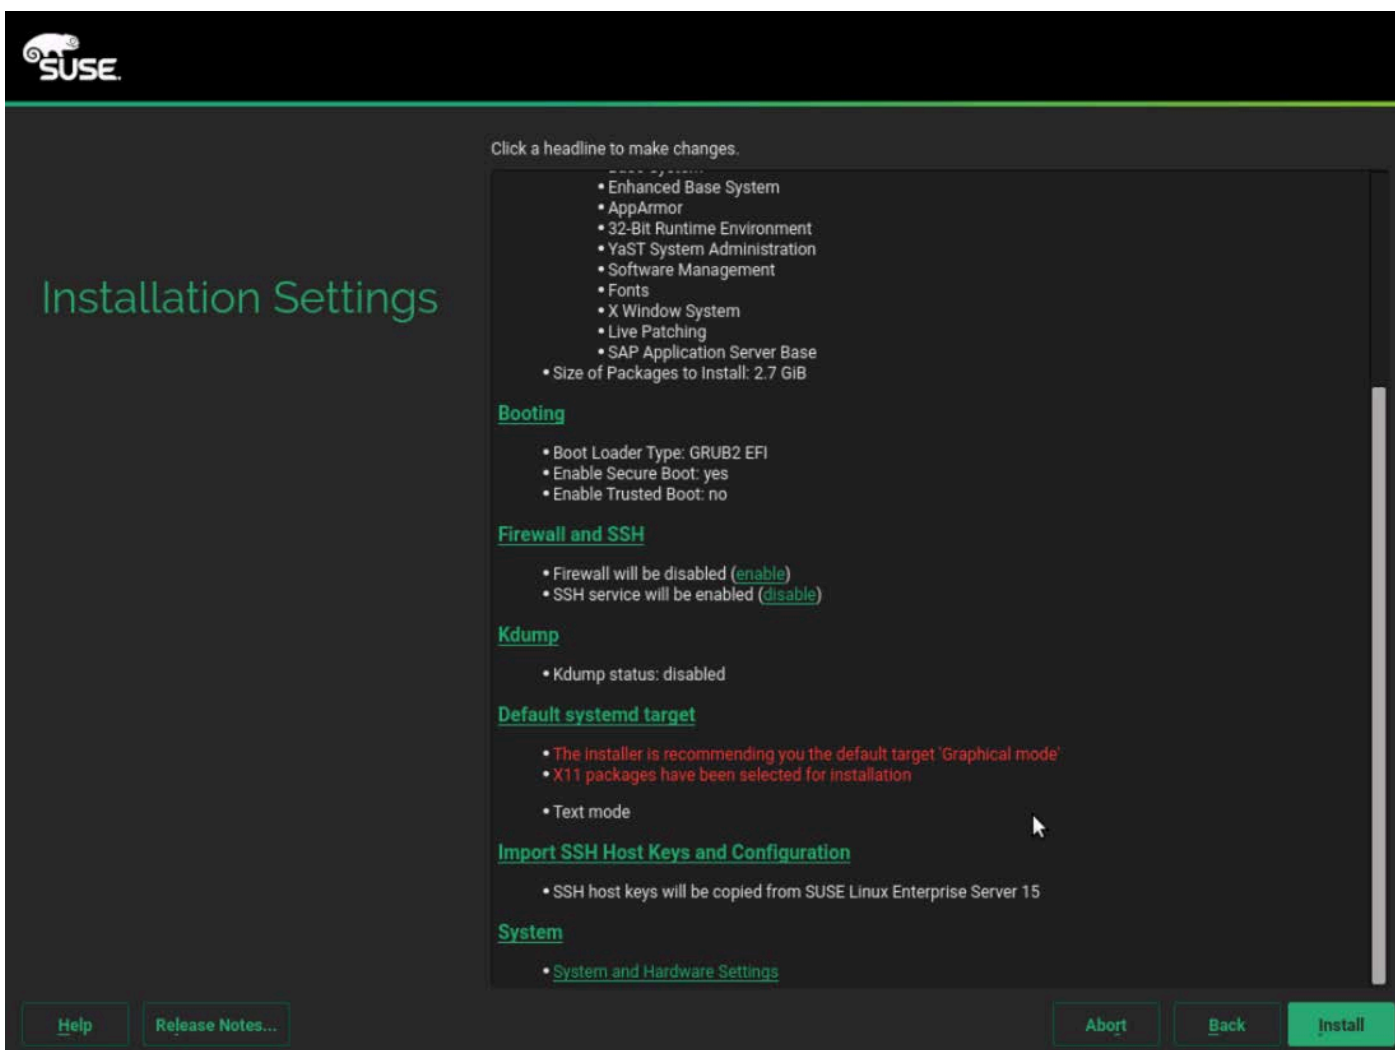 SUSE.
Click a headline to make changes.
Installation Settings
• Enhanced Base System
• AppArmor
• 32-Bit Runtime Environment
• YaST System Administration
• Software Management
• Fonts
• X Window System
• Live Patching
• SAP Application Server Base
• Size of Packages to Install: 2.7 GiB
Booting
• Boot Loader Type: GRUB2 EFI
• Enable Secure Boot: yes
• Enable Trusted Boot: no
Firewall and SSH
• Firewall will be disabled (enable)
• SSH service will be enabled (disable)
Kdump
• Kdump status: disabled
Default systemd target
• The installer is recommending you the default target 'Graphical mode'
• X11 packages have been selected for installation
• Text mode
Import SSH Host Keys and Configuration
• SSH host keys will be copied from SUSE Linux Enterprise Server 15
System
• System and Hardware Settings
Help
Release Notes...
Abort
Back
Install